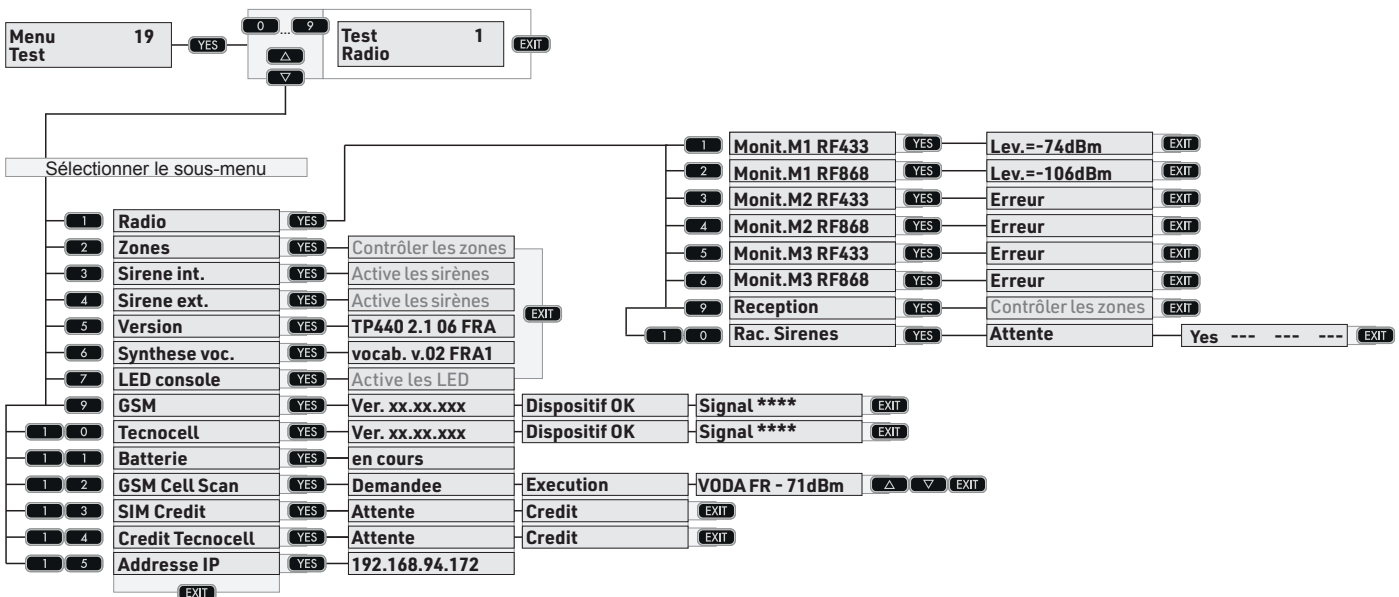 Menu 19
Test
YES
0 ... 9
Test 1
Radio
EXIT
Sélectionner le sous-menu
1 Radio YES
2 Zones YES Contrôler les zones
3 Sirene int. YES Active les sirènes
4 Sirene ext. YES Active les sirènes
5 Version YES TP440 2.1 06 FRA
6 Synthese voc. YES vocab. v.02 FRA1
7 LED console YES Active les LED
EXIT
9 GSM YES Ver. xx.xx.xxx Dispositif OK Signal **** EXIT
1 0 Tecnocell YES Ver. xx.xx.xxx Dispositif OK Signal **** EXIT
1 1 Batterie YES en cours
1 2 GSM Cell Scan YES Demandee Execution VODA FR - 71dBm EXIT
1 3 SIM Credit YES Attente Credit EXIT
1 4 Credit Tecnocell YES Attente Credit EXIT
1 5 Addresse IP YES 192.168.94.172
EXIT
1 Monit.M1 RF433 YES Lev.=-74dBm EXIT
2 Monit.M1 RF868 YES Lev.=-106dBm EXIT
3 Monit.M2 RF433 YES Erreur EXIT
4 Monit.M2 RF868 YES Erreur EXIT
5 Monit.M3 RF433 YES Erreur EXIT
6 Monit.M3 RF868 YES Erreur EXIT
9 Reception YES Contrôler les zones EXIT
1 0 Rac. Sirenes YES Attente Yes --- --- --- EXIT